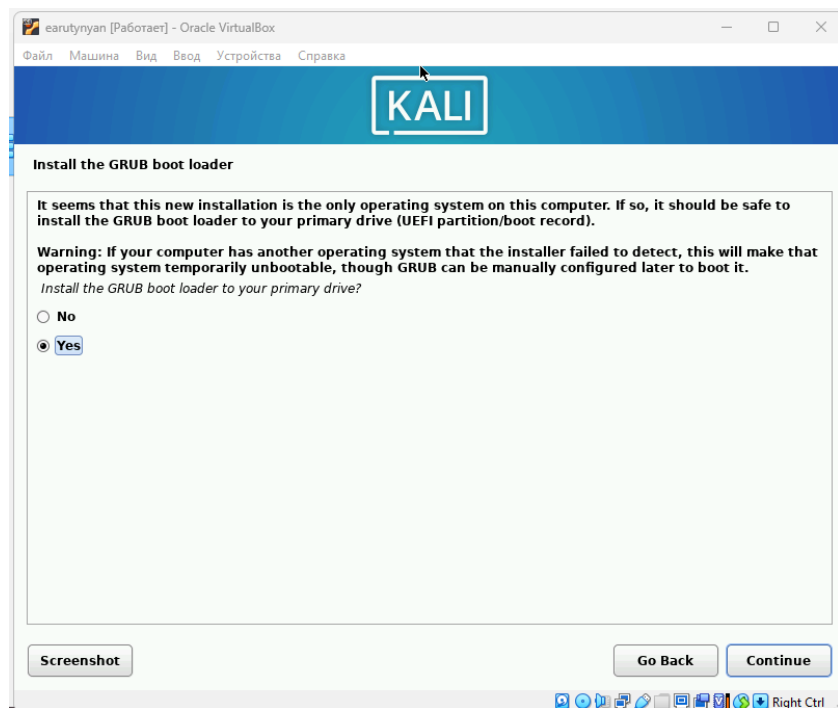 earutynyan [Работает] - Oracle VirtualBox
Файл Машина Вид Ввод Устройства Справка
KALI
Install the GRUB boot loader
It seems that this new installation is the only operating system on this computer. If so, it should be safe to
install the GRUB boot loader to your primary drive (UEFI partition/boot record).
Warning: If your computer has another operating system that the installer failed to detect, this will make that
operating system temporarily unbootable, though GRUB can be manually configured later to boot it.
Install the GRUB boot loader to your primary drive?
No
Yes
Screenshot
Go Back
Continue
Right Ctrl